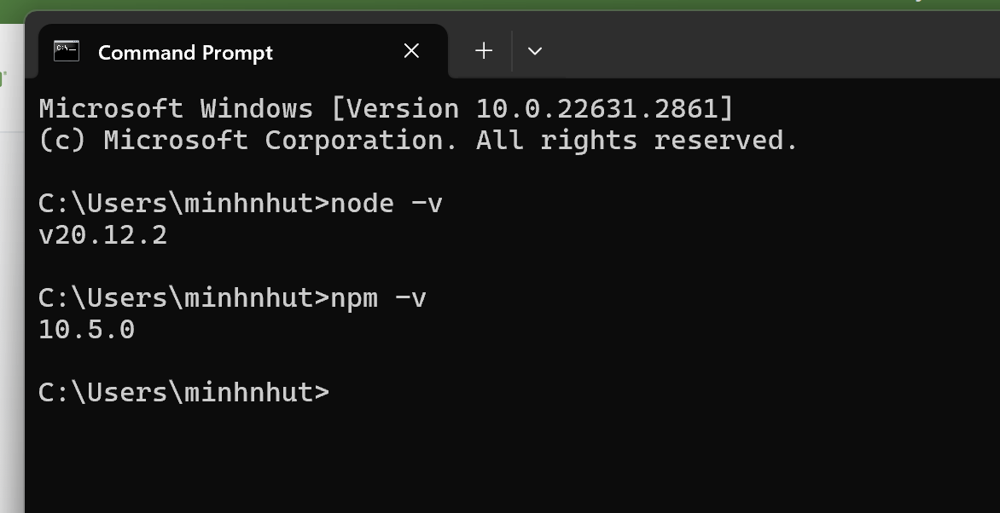 Command Prompt
Microsoft Windows [Version 10.0.22631.2861]
(c) Microsoft Corporation. All rights reserved.
C:\Users\minhnhut>node -v
v20.12.2
C:\Users\minhnhut>npm -v
10.5.0
C:\Users\minhnhut>